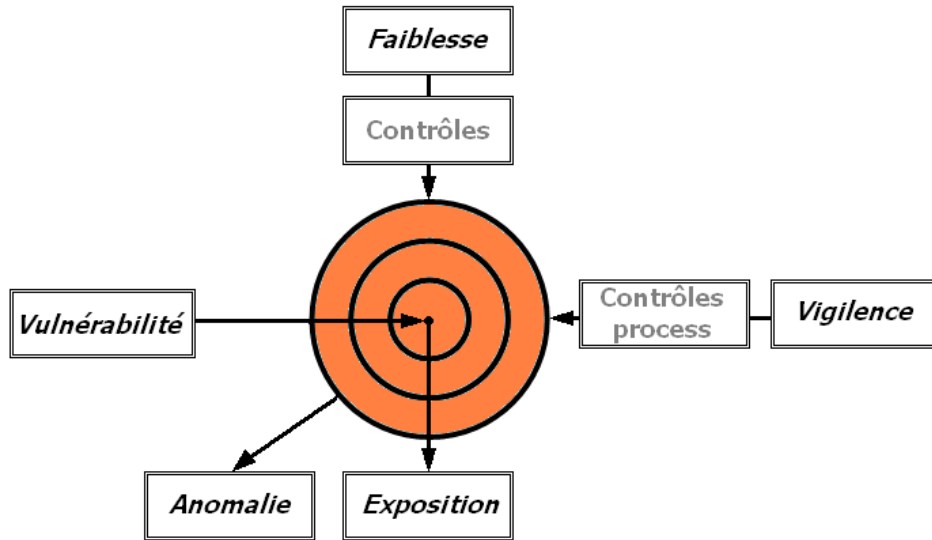 Faiblesse
Contrôles
Vulnérabilité
Contrôles
process
Vigilence
Anomalie
Exposition